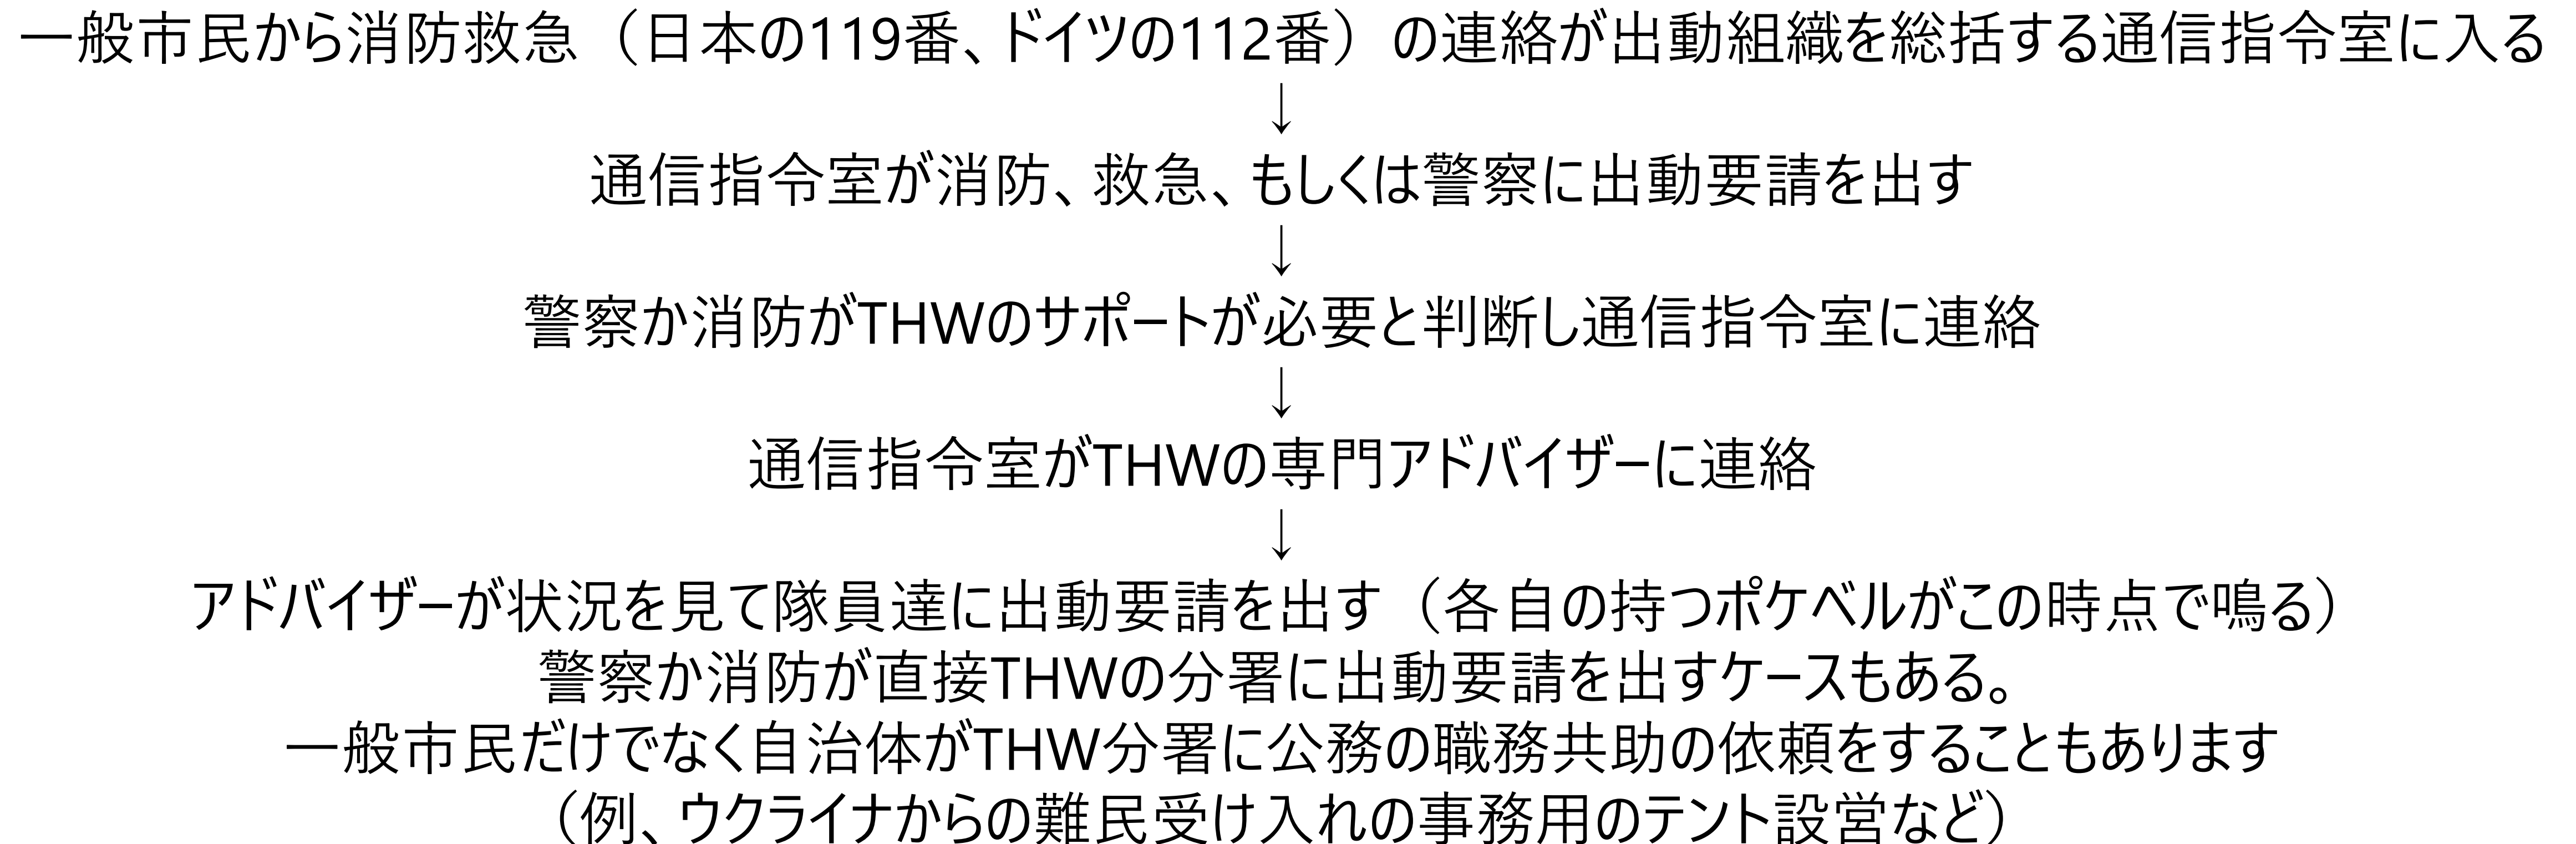 一般市民から消防救急（日本の119番、ドイツの112番）の連絡が出動組織を総括する通信指令室に入る
↓
通信指令室が消防、救急、もしくは警察に出動要請を出す
↓
警察か消防がTHWのサポートが必要と判断し通信指令室に連絡
↓
通信指令室がTHWの専門アドバイザーに連絡
↓
アドバイザーが状況を見て隊員達に出動要請を出す（各自の持つポケベルがこの時点で鳴る）
警察か消防が直接THWの分署に出動要請を出すケースもある。
一般市民だけでなく自治体がTHW分署に公務の職務共助の依頼をすることもあります
（例、ウクライナからの難民受け入れの事務用のテント設営など）